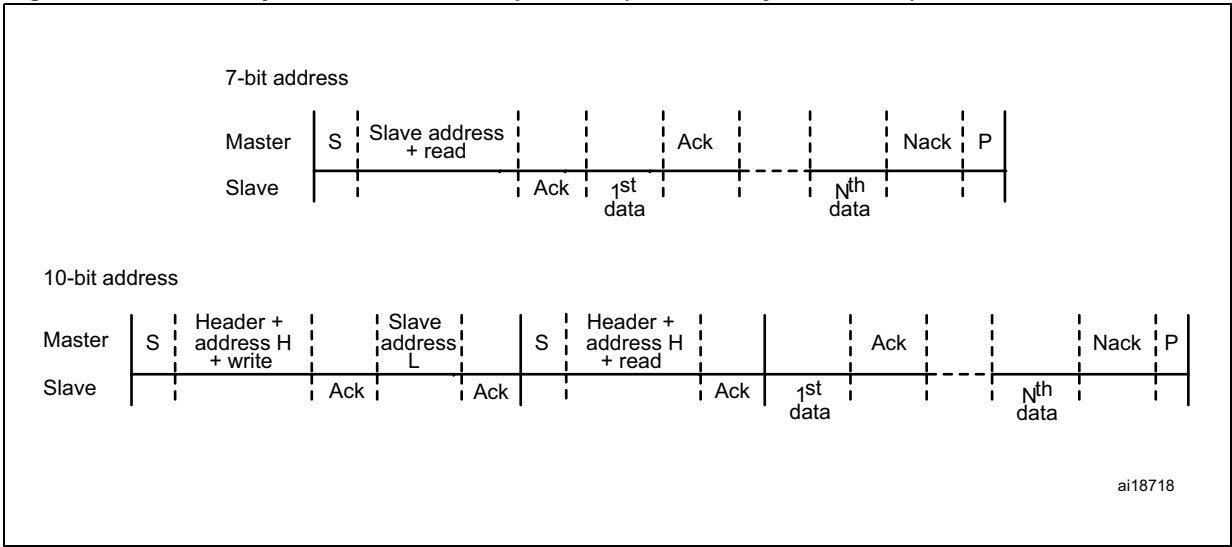 7-bit address
Master S Slave address + read Ack Nack P
Slave Ack 1st data Nth data
10-bit address
Master S Header + address H + write Slave address L S Header + address H + read Ack Nack P
Slave Ack Ack Ack 1st data Nth data
ai18718